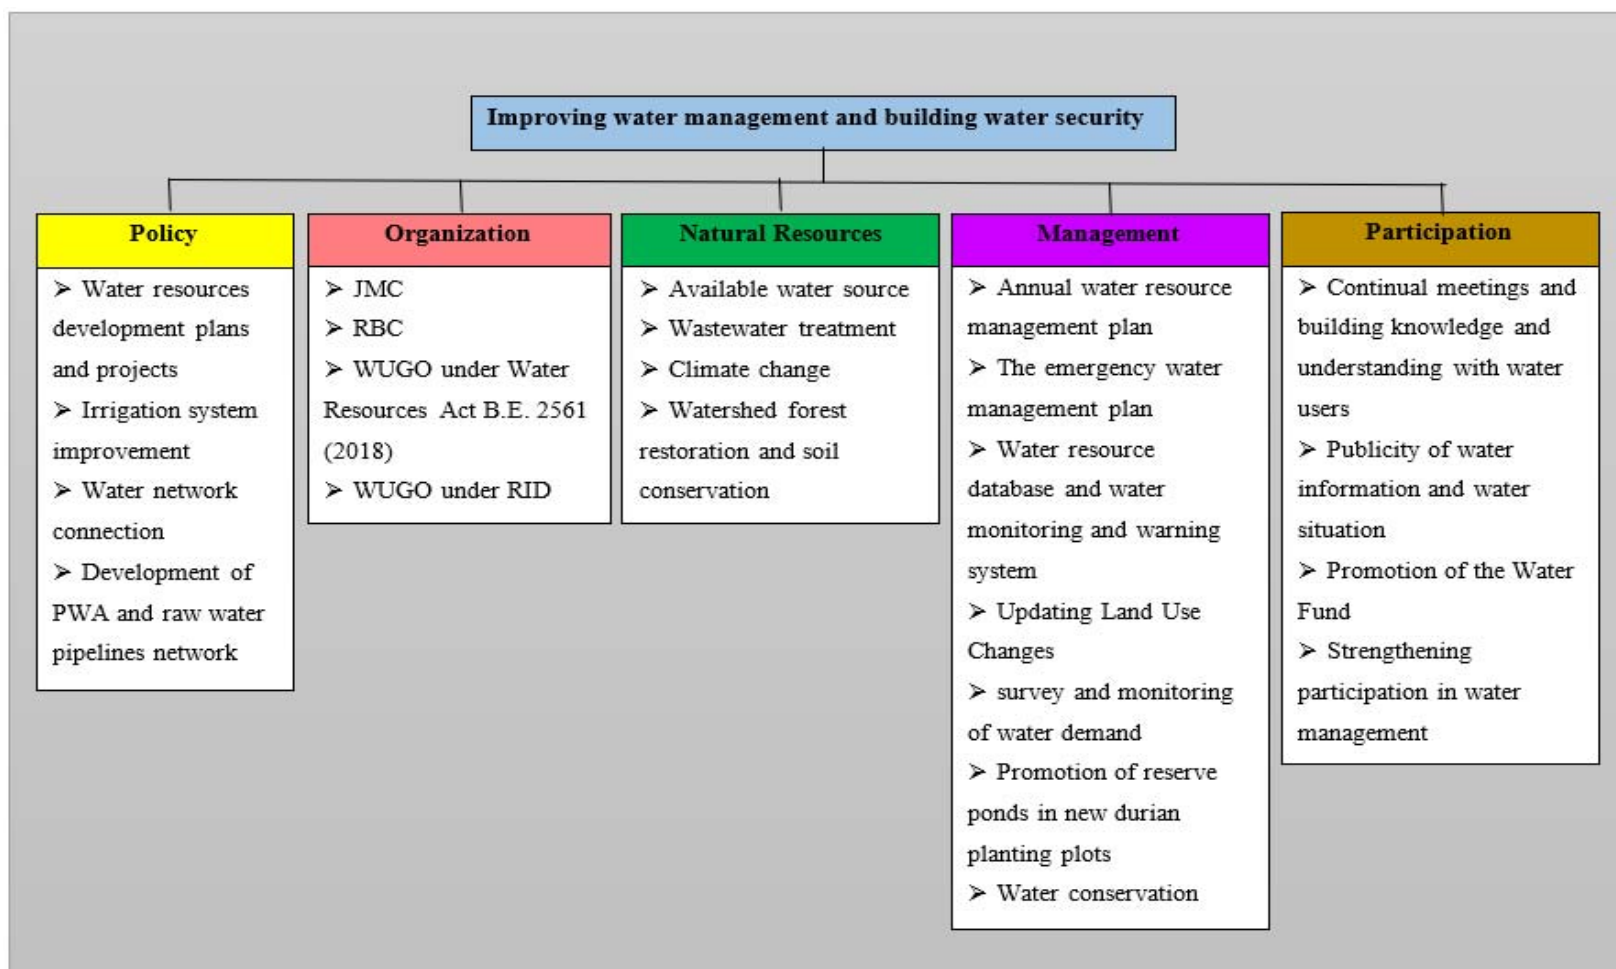 Improving water management and building water security
Policy
➢ Water resources
development plans
and projects
➢ Irrigation system
improvement
➢ Water network
connection
➢ Development of
PWA and raw water
pipelines network
Organization
➢ JMC
➢ RBC
➢ WUGO under Water
Resources Act B.E. 2561
(2018)
➢ WUGO under RID
Natural Resources
➢ Available water source
➢ Wastewater treatment
➢ Climate change
➢ Watershed forest
restoration and soil
conservation
Management
➢ Annual water resource
management plan
➢ The emergency water
management plan
➢ Water resource
database and water
monitoring and warning
system
➢ Updating Land Use
Changes
➢ survey and monitoring
of water demand
➢ Promotion of reserve
ponds in new durian
planting plots
➢ Water conservation
Participation
➢ Continual meetings and
building knowledge and
understanding with water
users
➢ Publicity of water
information and water
situation
➢ Promotion of the Water
Fund
➢ Strengthening
participation in water
management